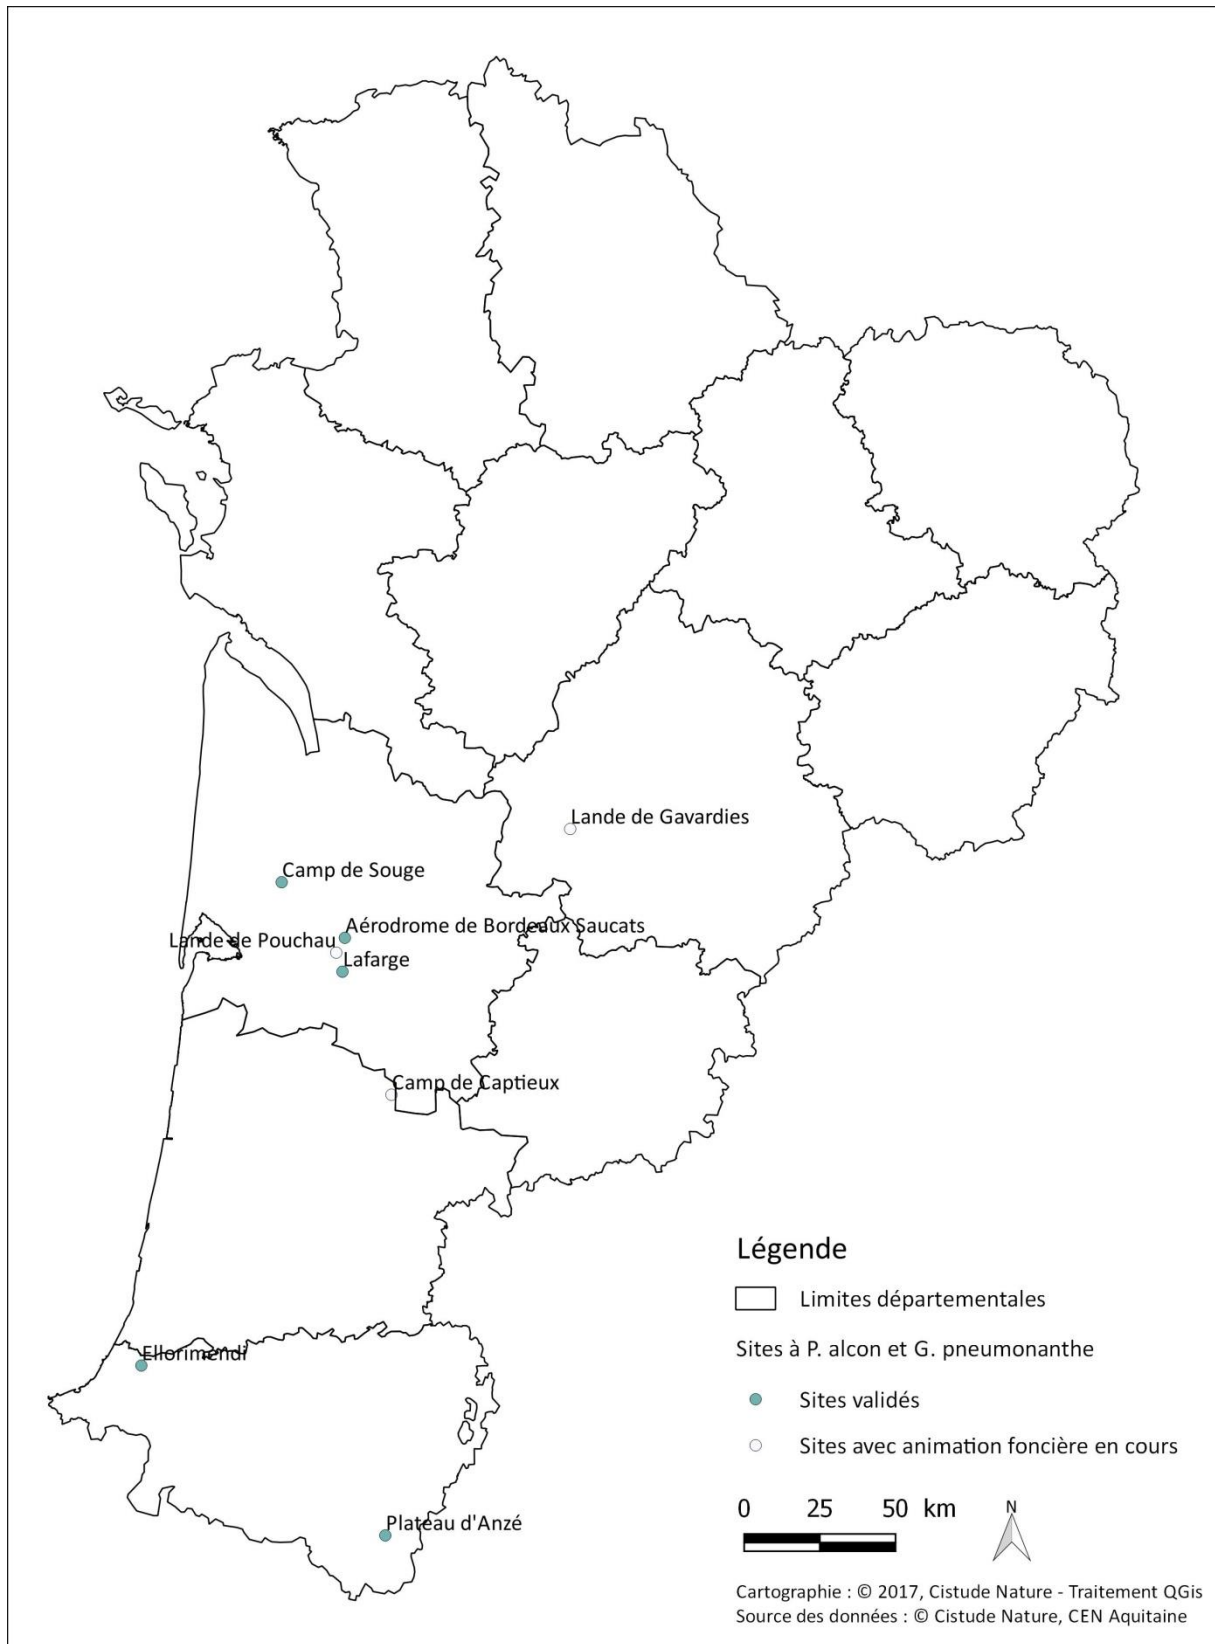 Lande de Gavardies
Camp de Souge
Aérodrome de Bordeaux Saucats
Lande de Pouchau
Lafarge
Camp de Captieux
Ellorimendi
Plateau d'Anzé
Légende
Limites départementales
Sites à P. alcon et G. pneumonanthe
Sites validés
Sites avec animation foncière en cours
0 25 50 km
N
Cartographie : © 2017, Cistude Nature - Traitement QGis
Source des données : © Cistude Nature, CEN Aquitaine